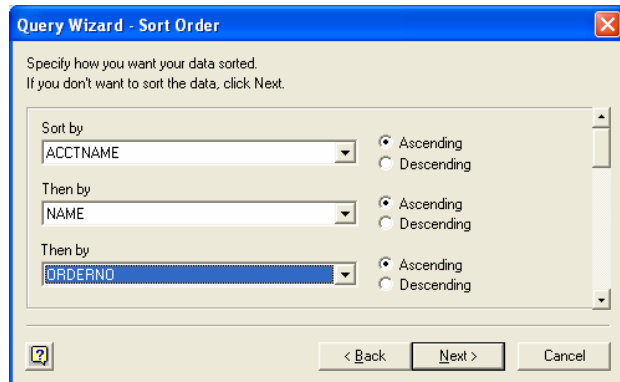 Query Wizard - Sort Order
Specify how you want your data sorted.
If you don't want to sort the data, click Next.
Sort by
ACCTNAME
Ascending
Descending
Then by
NAME
Ascending
Descending
Then by
ORDERNO
Ascending
Descending
< Back Next > Cancel